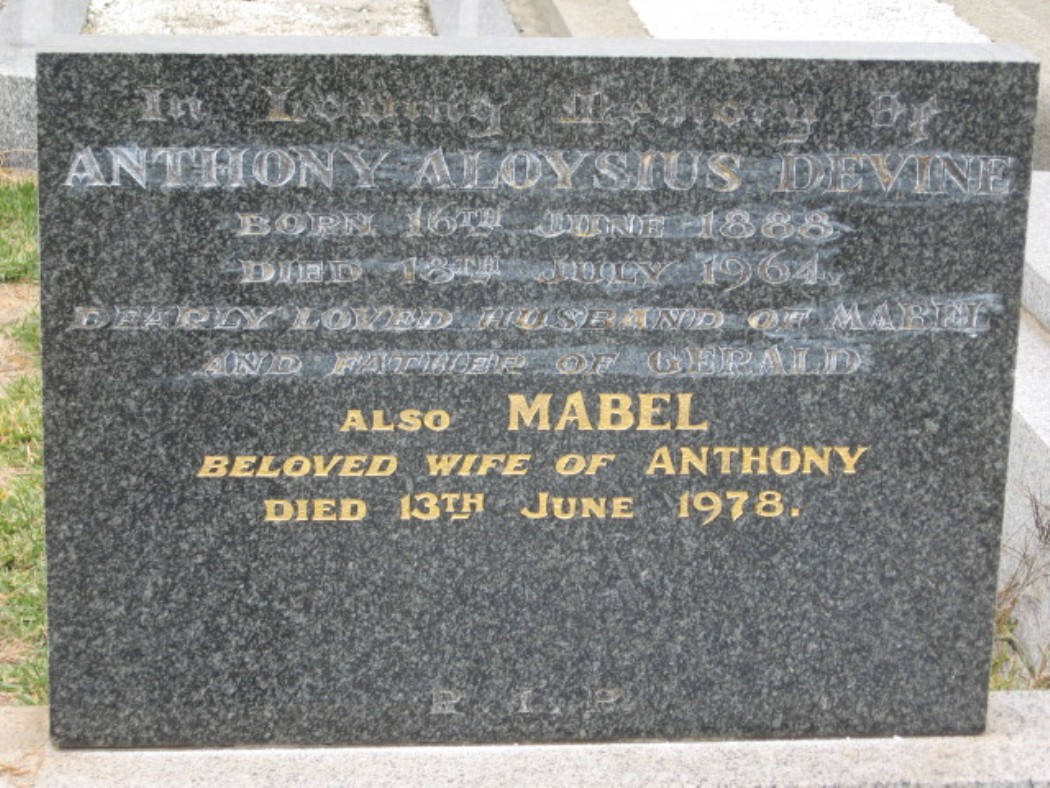 In Loving Memory of
ANTHONY ALOYSIUS DEVINE
BORN 16TH JUNE 1888
DIED 18TH JULY 1964.
DEARLY LOVED HUSBAND OF MABEL
AND FATHER OF GERALD
ALSO MABEL
BELOVED WIFE OF ANTHONY
DIED 13TH JUNE 1978.
R.I.P.